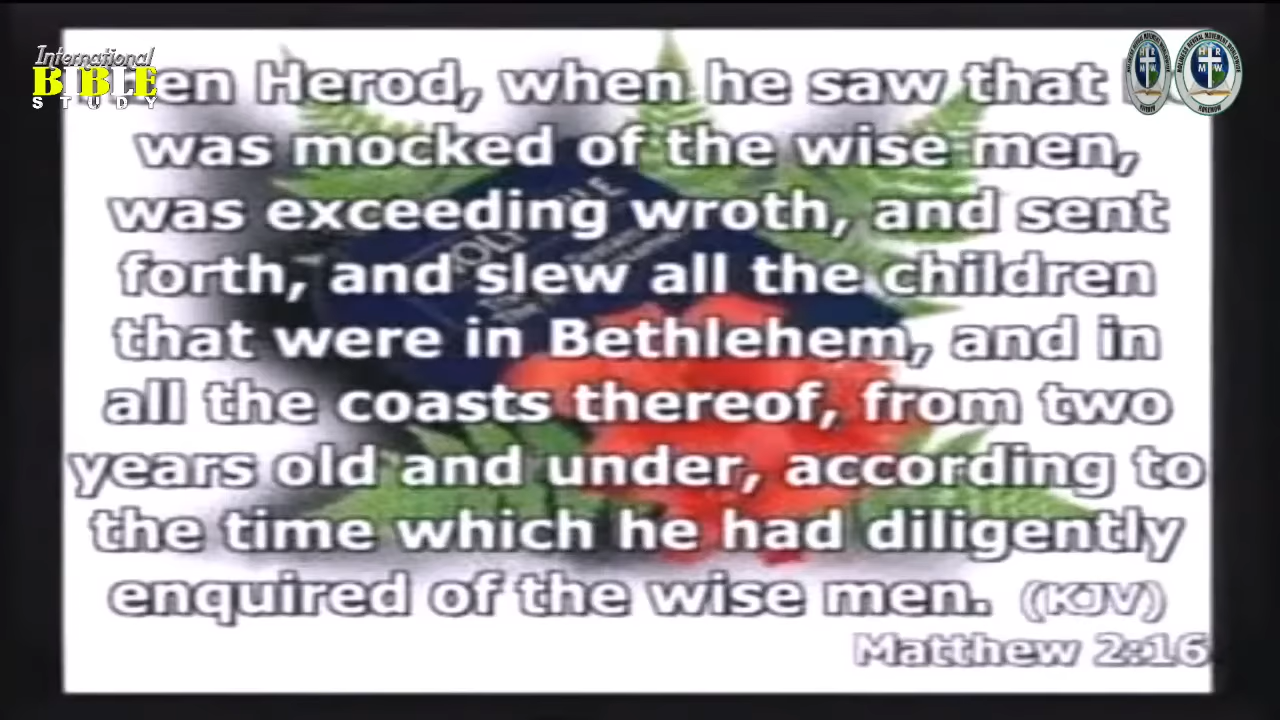 International
BIBLE
STUDY
en Herod, when he saw that
was mocked of the wise men,
was exceeding wroth, and sent
forth, and slew all the children
that were in Bethlehem, and in
all the coasts thereof, from two
years old and under, according to
the time which he had diligently
enquired of the wise men. (KJV)
Matthew 2:16
HOLY BIBLE
H R
M W
H R
M W